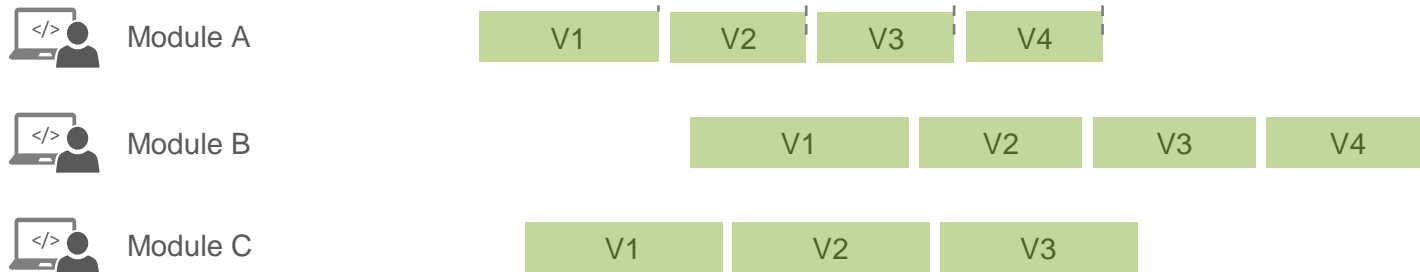 </> Module A V1 V2 V3 V4
</> Module B V1 V2 V3 V4
</> Module C V1 V2 V3